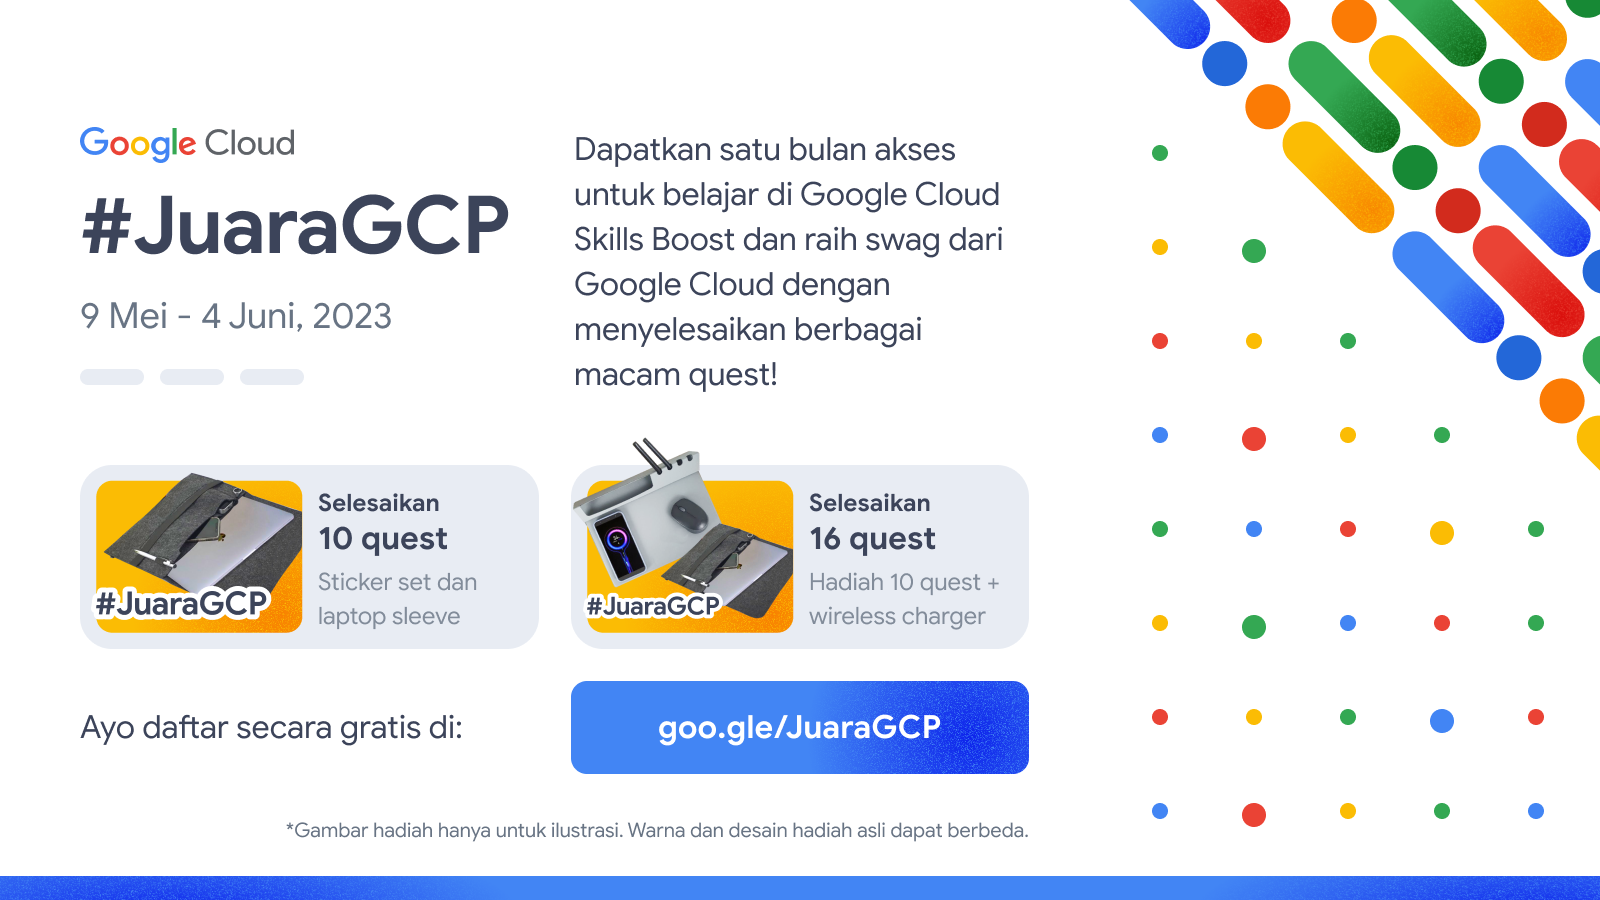 Google Cloud
#JuaraGCP
9 Mei - 4 Juni, 2023
Dapatkan satu bulan akses
untuk belajar di Google Cloud
Skills Boost dan raih swag dari
Google Cloud dengan
menyelesaikan berbagai
macam quest!
#JuaraGCP
Selesaikan
10 quest
Sticker set dan
laptop sleeve
#JuaraGCP
Selesaikan
16 quest
Hadiah 10 quest +
wireless charger
Ayo daftar secara gratis di:
goo.gle/JuaraGCP
*Gambar hadiah hanya untuk ilustrasi. Warna dan desain hadiah asli dapat berbeda.